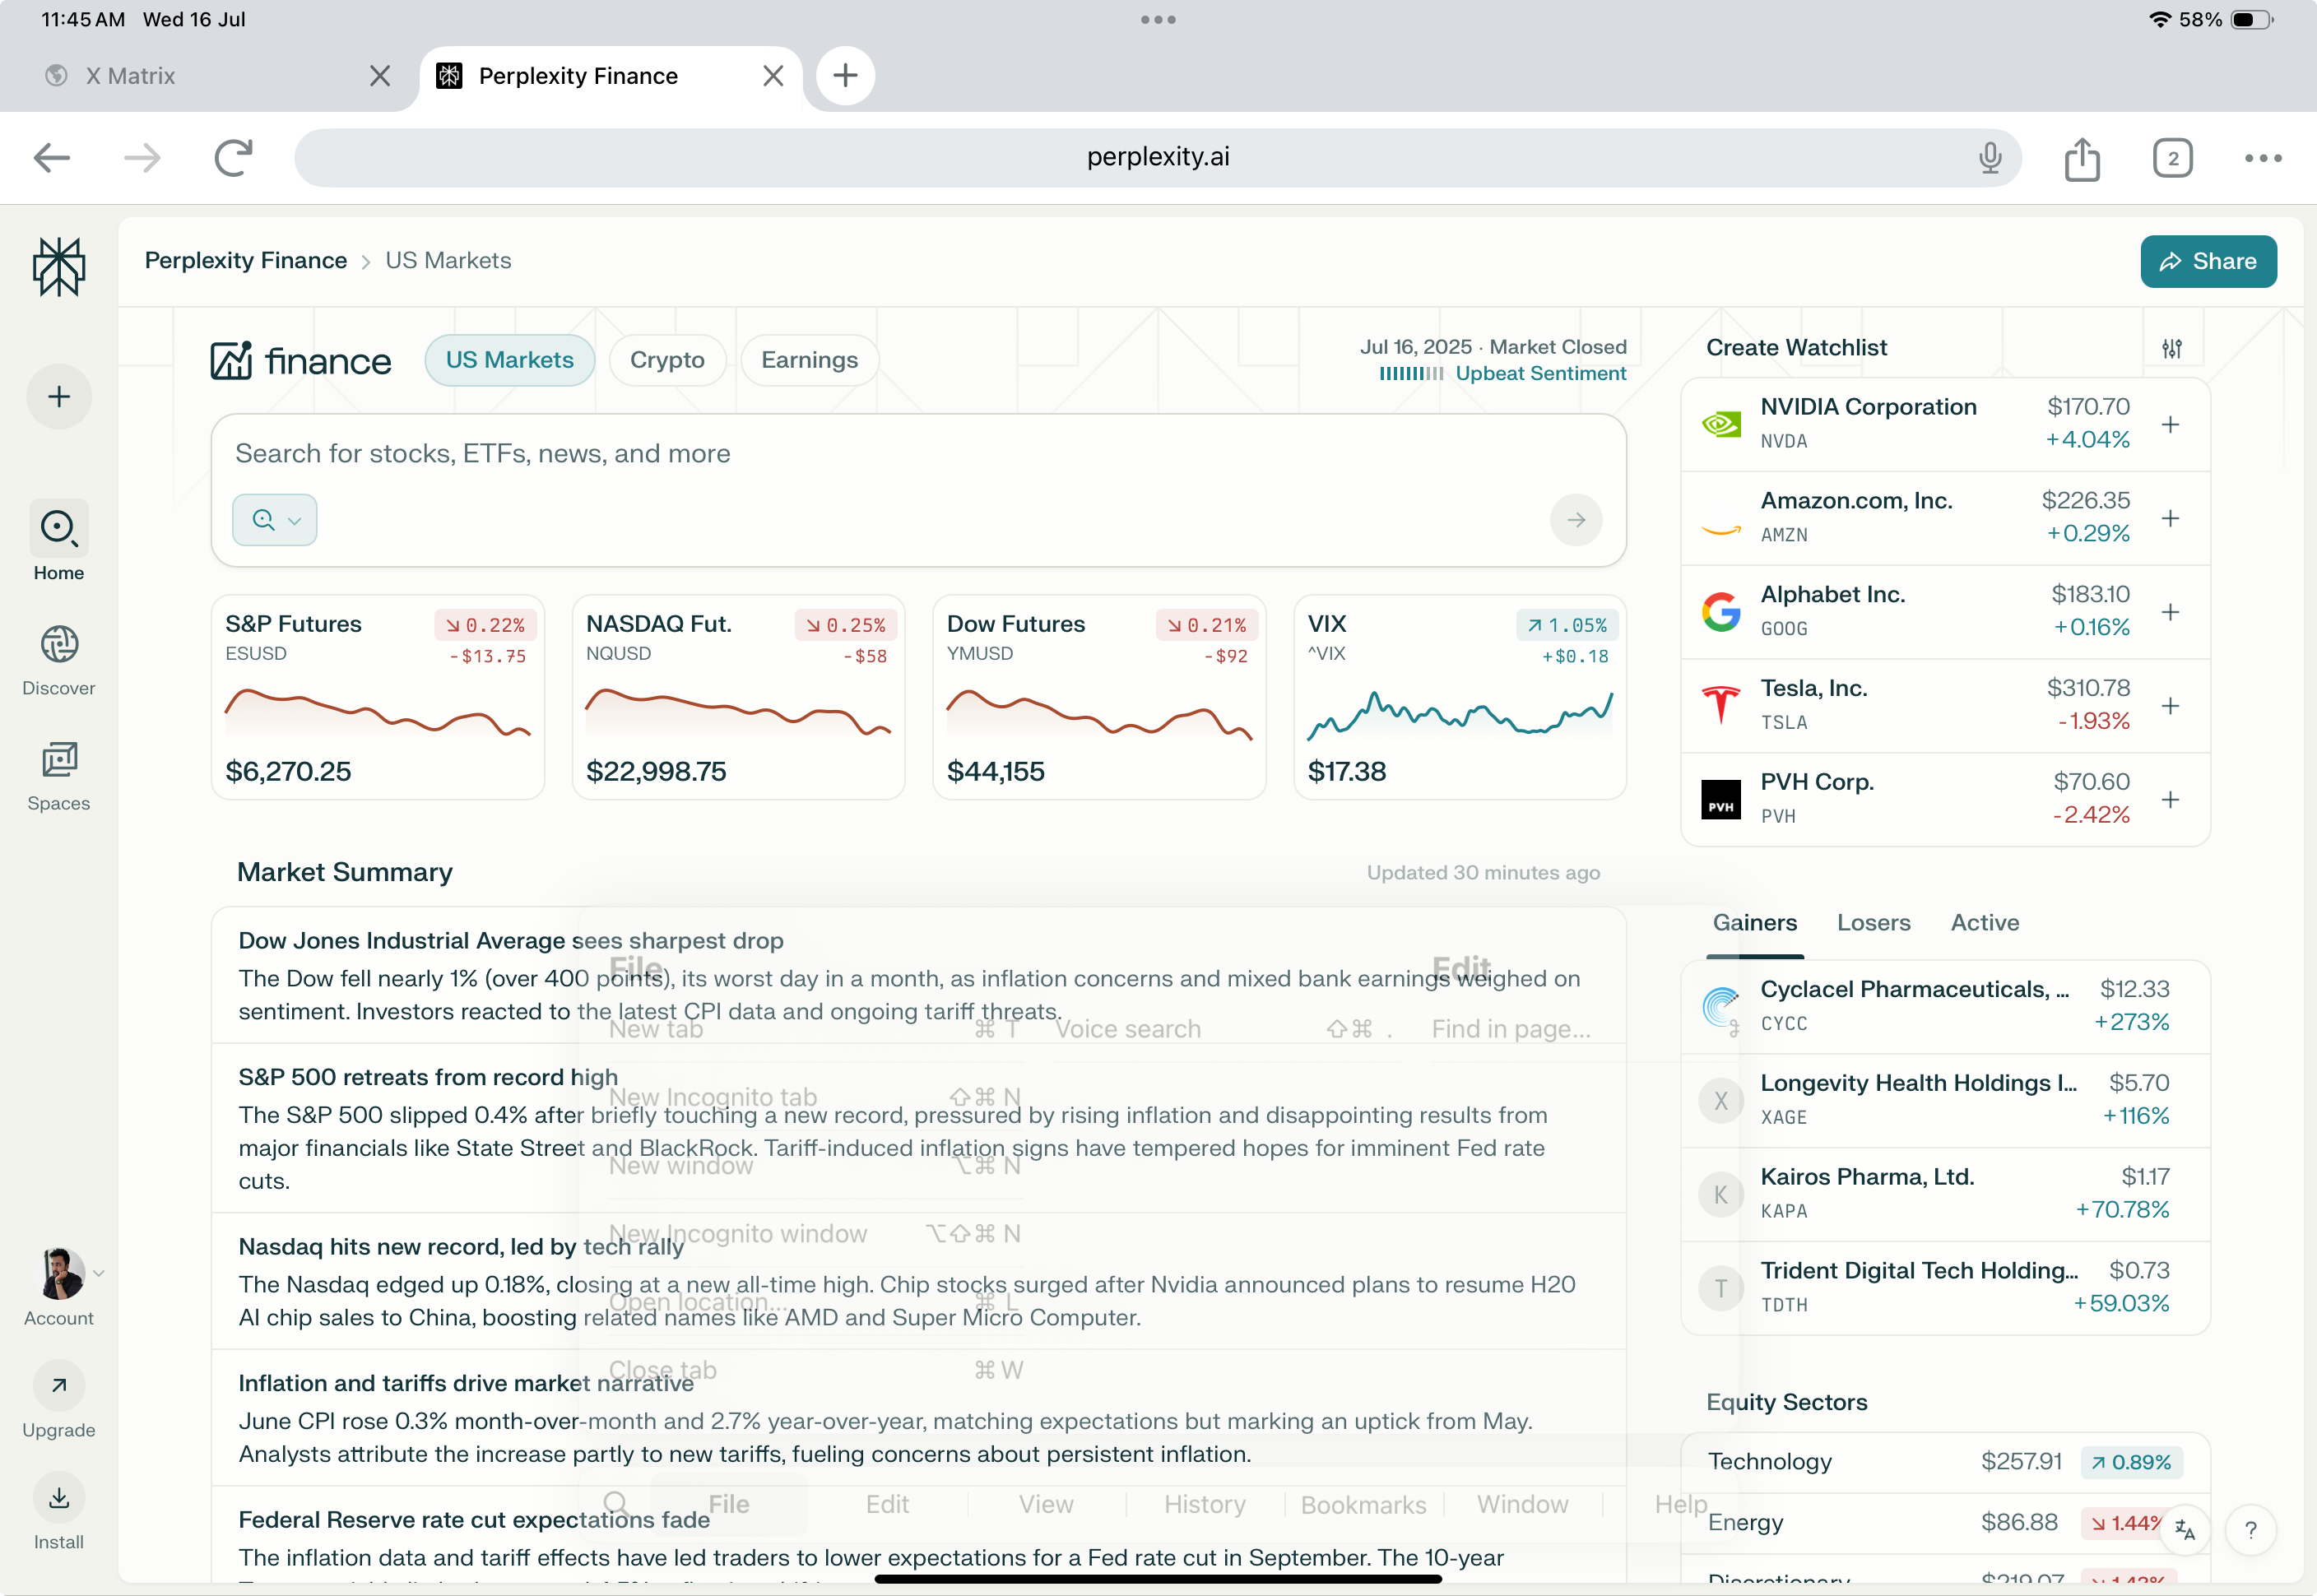 11:45 AM Wed 16 Jul
58%
X Matrix
Perplexity Finance
perplexity.ai
2
Perplexity Finance > US Markets
Share
finance
US Markets
Crypto
Earnings
Jul 16, 2025 · Market Closed
Upbeat Sentiment
Search for stocks, ETFs, news, and more
Home
Discover
Spaces
Account
Upgrade
Install
S&P Futures
0.22%
ESUSD
-$13.75
$6,270.25
NASDAQ Fut.
0.25%
NQUSD
-$58
$22,998.75
Dow Futures
0.21%
YMUSD
-$92
$44,155
VIX
1.05%
^VIX
+$0.18
$17.38
Market Summary
Updated 30 minutes ago
Dow Jones Industrial Average sees sharpest drop
The Dow fell nearly 1% (over 400 points), its worst day in a month, as inflation concerns and mixed bank earnings weighed on
sentiment. Investors reacted to the latest CPI data and ongoing tariff threats.
S&P 500 retreats from record high
The S&P 500 slipped 0.4% after briefly touching a new record, pressured by rising inflation and disappointing results from
major financials like State Street and BlackRock. Tariff-induced inflation signs have tempered hopes for imminent Fed rate
cuts.
Nasdaq hits new record, led by tech rally
The Nasdaq edged up 0.18%, closing at a new all-time high. Chip stocks surged after Nvidia announced plans to resume H20
AI chip sales to China, boosting related names like AMD and Super Micro Computer.
Inflation and tariffs drive market narrative
June CPI rose 0.3% month-over-month and 2.7% year-over-year, matching expectations but marking an uptick from May.
Analysts attribute the increase partly to new tariffs, fueling concerns about persistent inflation.
Federal Reserve rate cut expectations fade
The inflation data and tariff effects have led traders to lower expectations for a Fed rate cut in September. The 10-year
File
Edit
New tab ⌘ T
Voice search ⇧⌘ .
Find in page... ⌘
New Incognito tab ⇧⌘ N
New window ⌥⌘ N
New Incognito window ⌥⇧⌘ N
Open location... ⌘ L
Close tab ⌘ W
File
Edit
View
History
Bookmarks
Window
Help
Create Watchlist
NVIDIA Corporation
$170.70
NVDA
+4.04%
Amazon.com, Inc.
$226.35
AMZN
+0.29%
Alphabet Inc.
$183.10
GOOG
+0.16%
Tesla, Inc.
$310.78
TSLA
-1.93%
PVH
PVH Corp.
$70.60
PVH
-2.42%
Gainers
Losers
Active
Cyclacel Pharmaceuticals, ...
$12.33
CYCC
+273%
X
Longevity Health Holdings I...
$5.70
XAGE
+116%
K
Kairos Pharma, Ltd.
$1.17
KAPA
+70.78%
T
Trident Digital Tech Holding...
$0.73
TDTH
+59.03%
Equity Sectors
Technology
$257.91
0.89%
Energy
$86.88
1.44%
Discretionary
$219.07
1.43%
?